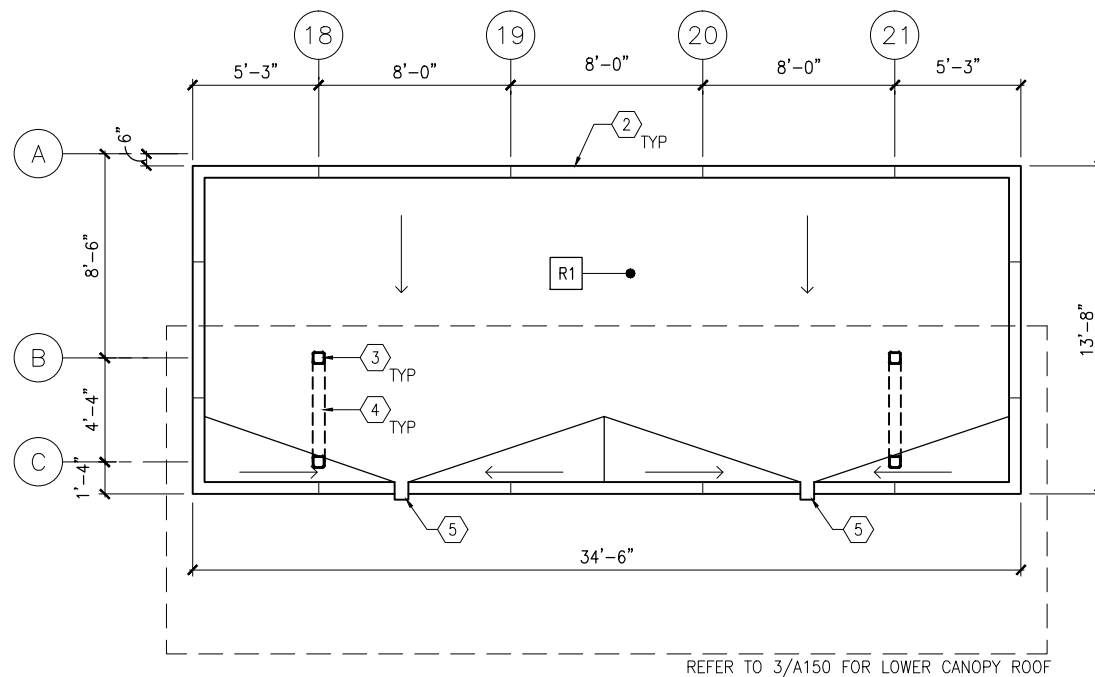 18 19 20 21
5'-3" 8'-0" 8'-0" 8'-0" 5'-3"
2
TYP
A
6"
8'-6"
R1
13'-8"
B
3
TYP
4'-4"
4
TYP
C
1'-4"
5 5
34'-6"
REFER TO 3/A150 FOR LOWER CANOPY ROOF